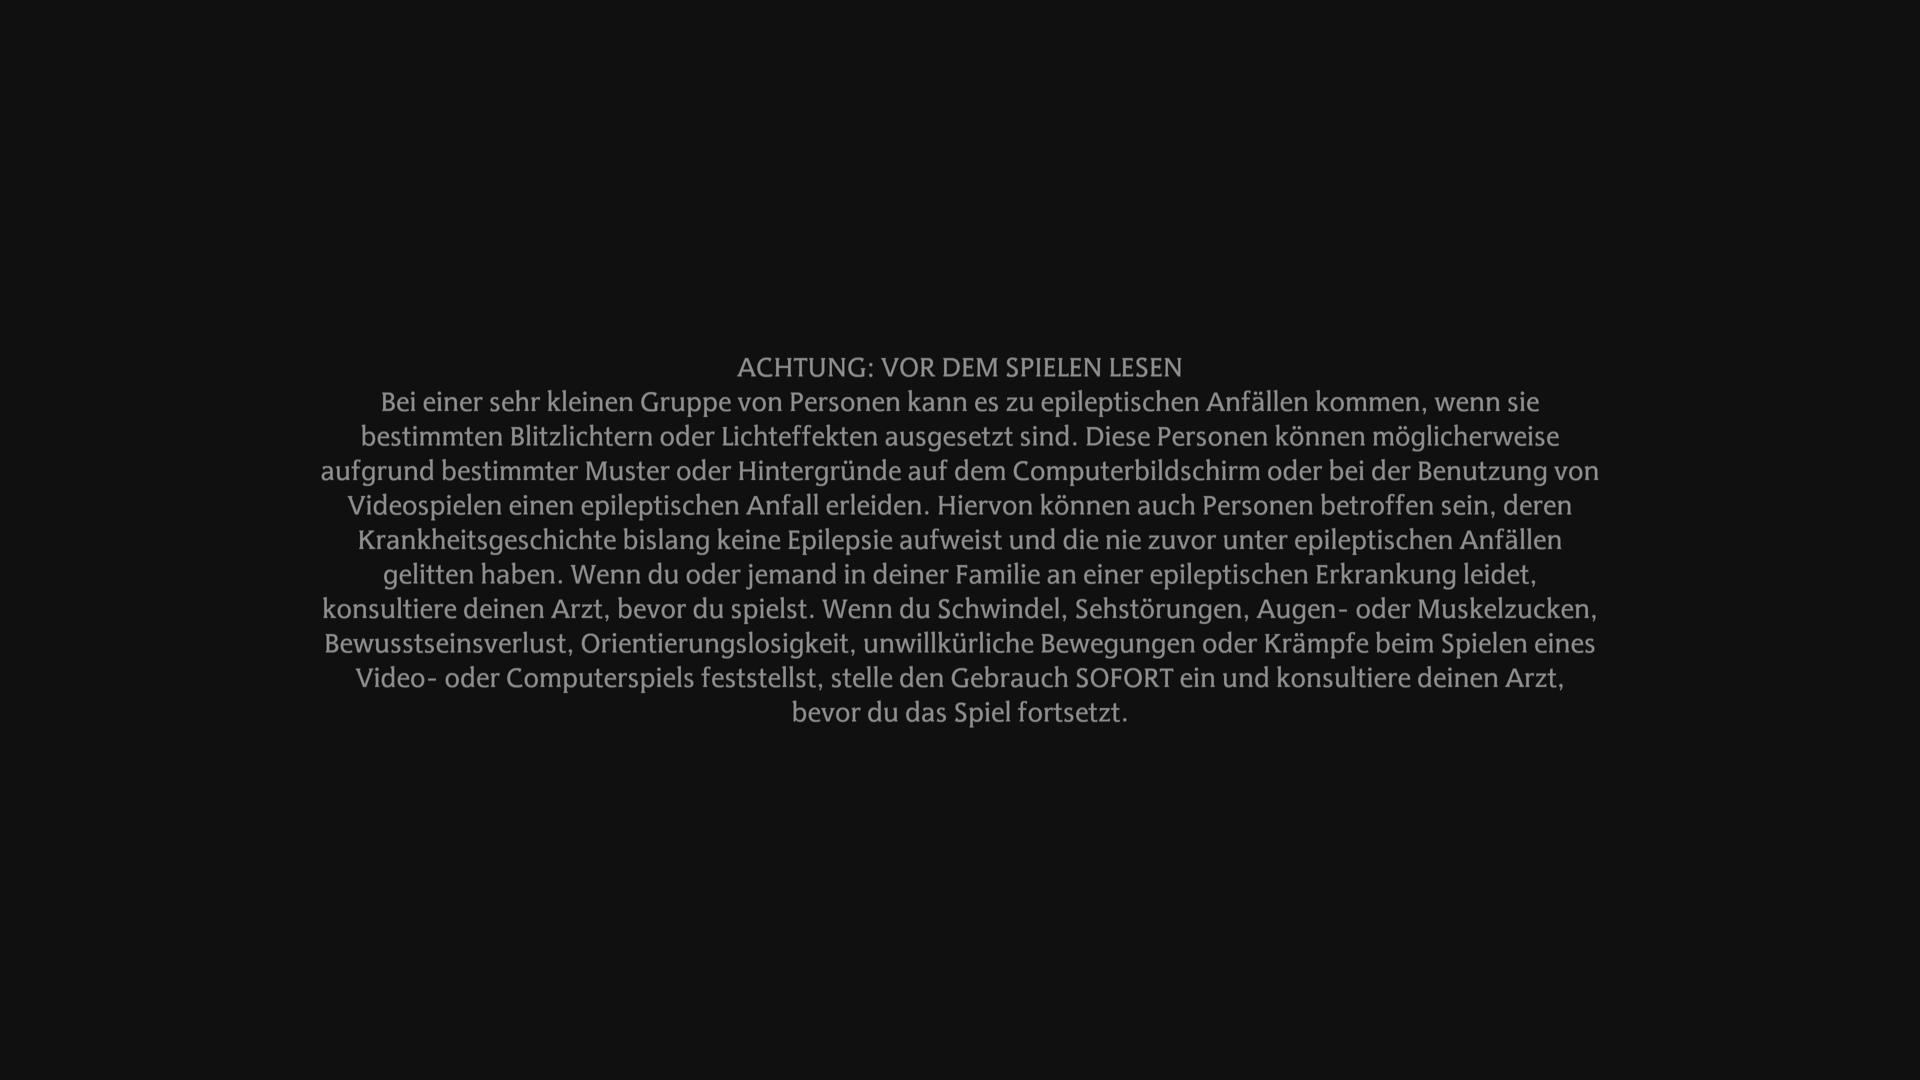 ACHTUNG: VOR DEM SPIELEN LESEN
Bei einer sehr kleinen Gruppe von Personen kann es zu epileptischen Anfällen kommen, wenn sie
bestimmten Blitzlichtern oder Lichteffekten ausgesetzt sind. Diese Personen können möglicherweise
aufgrund bestimmter Muster oder Hintergründe auf dem Computerbildschirm oder bei der Benutzung von
Videospielen einen epileptischen Anfall erleiden. Hiervon können auch Personen betroffen sein, deren
Krankheitsgeschichte bislang keine Epilepsie aufweist und die nie zuvor unter epileptischen Anfällen
gelitten haben. Wenn du oder jemand in deiner Familie an einer epileptischen Erkrankung leidet,
konsultiere deinen Arzt, bevor du spielst. Wenn du Schwindel, Sehstörungen, Augen- oder Muskelzucken,
Bewusstseinsverlust, Orientierungslosigkeit, unwillkürliche Bewegungen oder Krämpfe beim Spielen eines
Video- oder Computerspiels feststellst, stelle den Gebrauch SOFORT ein und konsultiere deinen Arzt,
bevor du das Spiel fortsetzt.